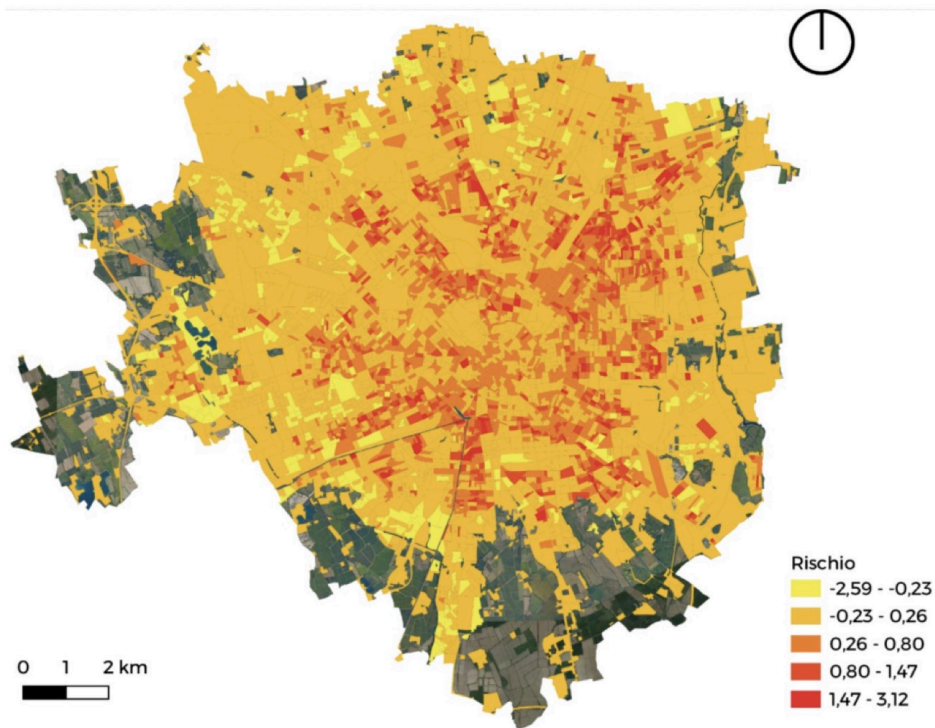 Rischio
-2,59 - -0,23
-0,23 - 0,26
0,26 - 0,80
0,80 - 1,47
1,47 - 3,12
0 1 2 km